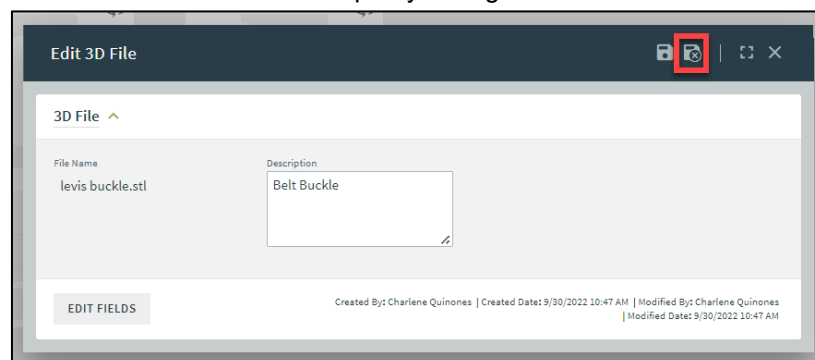 Edit 3D File
3D File
File Name
Description
levis buckle.stl
Belt Buckle
EDIT FIELDS
Created By: Charlene Quinones | Created Date: 9/30/2022 10:47 AM | Modified By: Charlene Quinones
| Modified Date: 9/30/2022 10:47 AM